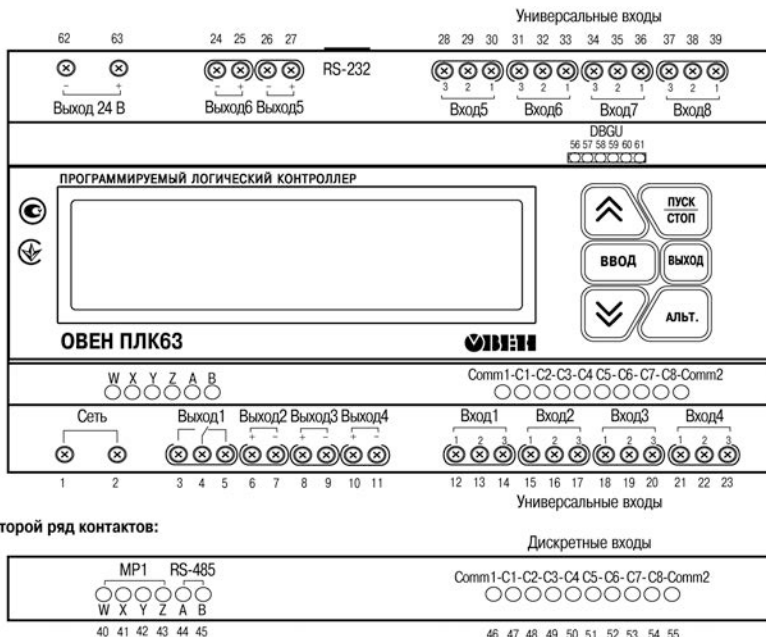 Универсальные входы
62 63 24 25 26 27 28 29 30 31 32 33 34 35 36 37 38 39
RS-232
- + - + - + 3 2 1 3 2 1 3 2 1 3 2 1
Выход 24 В Выход6 Выход5 Вход5 Вход6 Вход7 Вход8
DBGU
56 57 58 59 60 61
ПРОГРАММИРУЕМЫЙ ЛОГИЧЕСКИЙ КОНТРОЛЛЕР
ПУСК
СТОП
ВВОД ВЫХОД
АЛЬТ.
ОВЕН ПЛК63 ОВЕН
W X Y Z A B Comm1-C1-C2-C3-C4 C5-C6-C7-C8-Comm2
Сеть Выход1 Выход2 Выход3 Выход4 Вход1 Вход2 Вход3 Вход4
+ - + - + - 1 2 3 1 2 3 1 2 3 1 2 3
1 2 3 4 5 6 7 8 9 10 11 12 13 14 15 16 17 18 19 20 21 22 23
Универсальные входы
торой ряд контактов:
Дискретные входы
MP1 RS-485 Comm1-C1-C2-C3-C4 C5-C6-C7-C8-Comm2
W X Y Z A B
40 41 42 43 44 45 46 47 48 49 50 51 52 53 54 55